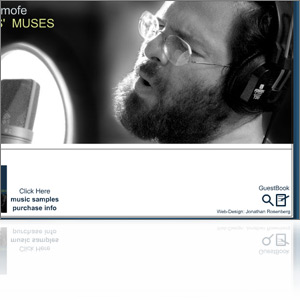 mofe
S' MUSES
Click Here
music samples
purchase info
GuestBook
Web-Design: Jonathan Rosenberg